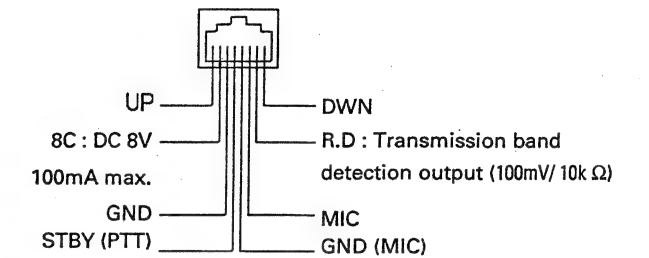 UP
DWN
8C : DC 8V
R.D : Transmission band
100mA max.
detection output (100mV/ 10k Ω)
GND
MIC
STBY (PTT)
GND (MIC)